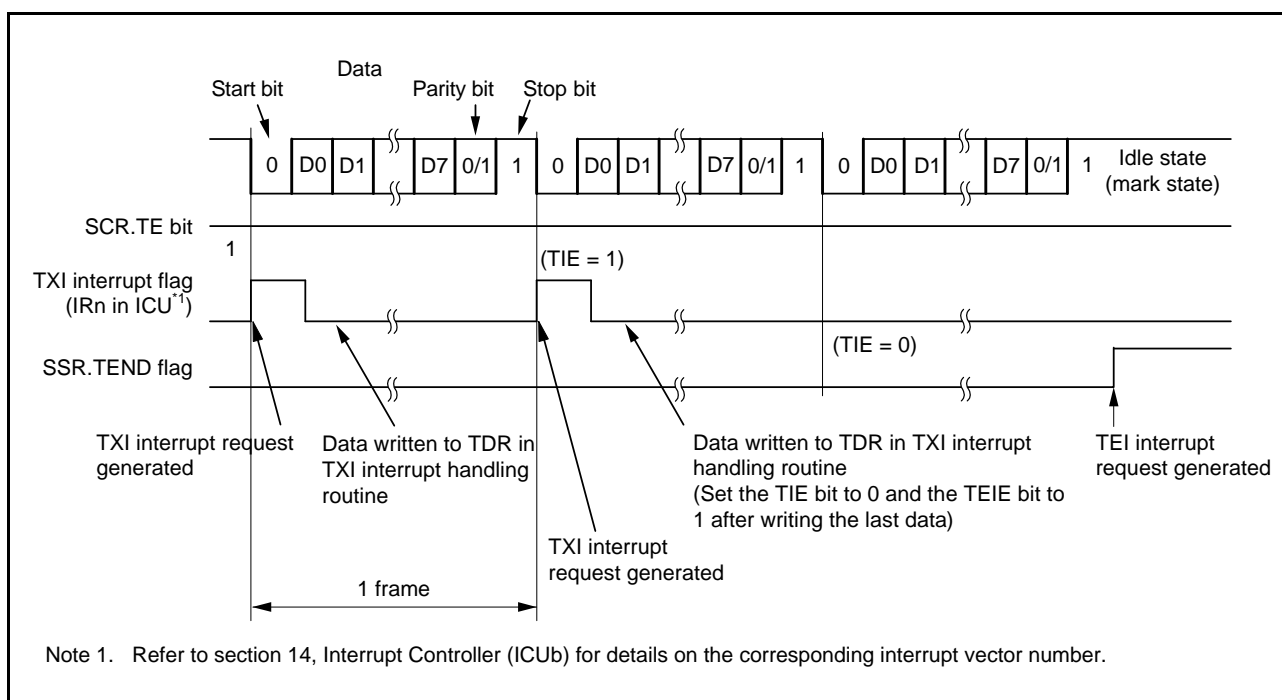 Data
Start bit
Parity bit
Stop bit
0 D0 D1 D7 0/1 1 0 D0 D1 D7 0/1 1 0 D0 D1 D7 0/1 1
Idle state
(mark state)
SCR.TE bit
1
(TIE = 1)
TXI interrupt flag
(IRn in ICU*1)
(TIE = 0)
SSR.TEND flag
TXI interrupt request
generated
Data written to TDR in
TXI interrupt handling
routine
Data written to TDR in TXI interrupt
handling routine
(Set the TIE bit to 0 and the TEIE bit to
1 after writing the last data)
TEI interrupt
request generated
TXI interrupt
request generated
1 frame
Note 1. Refer to section 14, Interrupt Controller (ICUb) for details on the corresponding interrupt vector number.